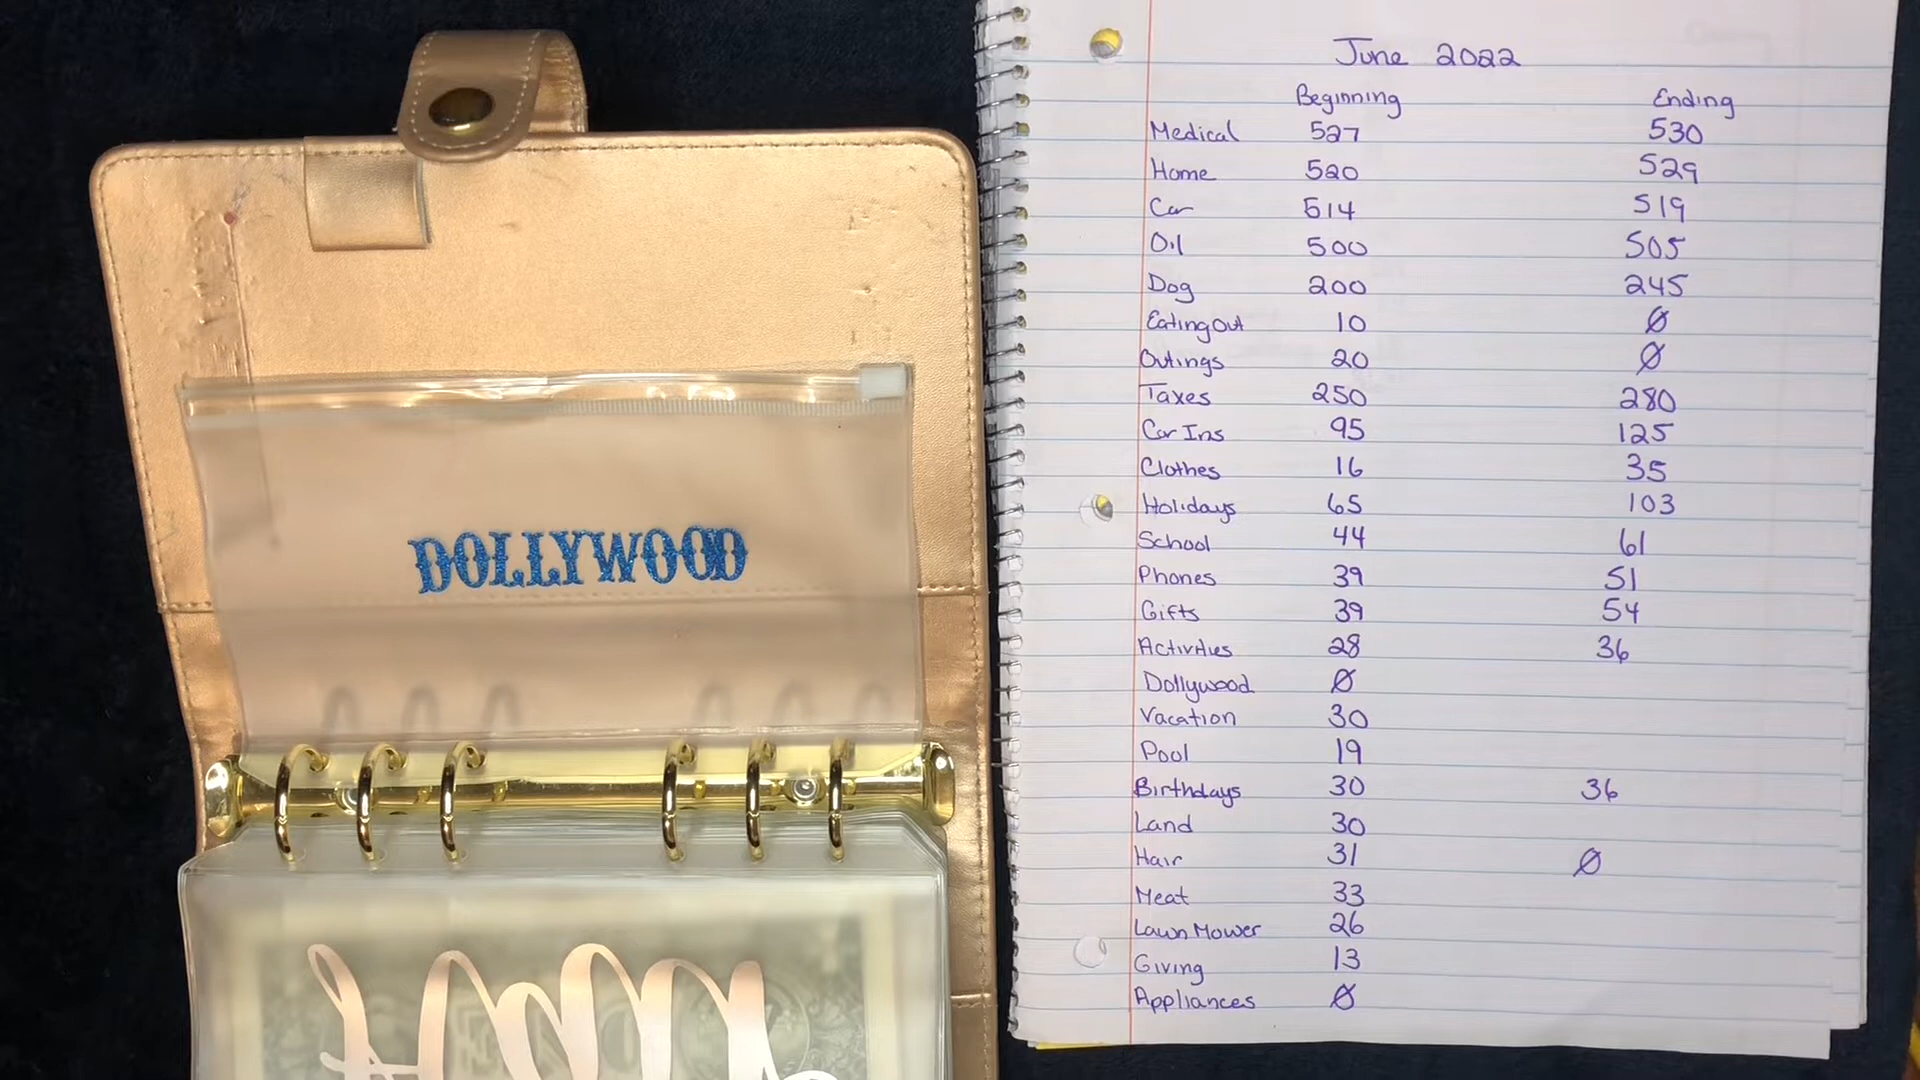 DOLLYWOOD
June 2022
Beginning Ending
Medical 527 530
Home 520 529
Car 514 519
Oil 500 505
Dog 200 245
Eating Out 10 Ø
Outings 20 Ø
Taxes 250 280
Car Ins 95 125
Clothes 16 35
Holidays 65 103
School 44 61
Phones 39 51
Gifts 39 54
Activities 28 36
Dollywood Ø
Vacation 30
Pool 19
Birthdays 30 36
Land 30
Hair 31 Ø
Meat 33
Lawn Mower 26
Giving 13
Appliances Ø